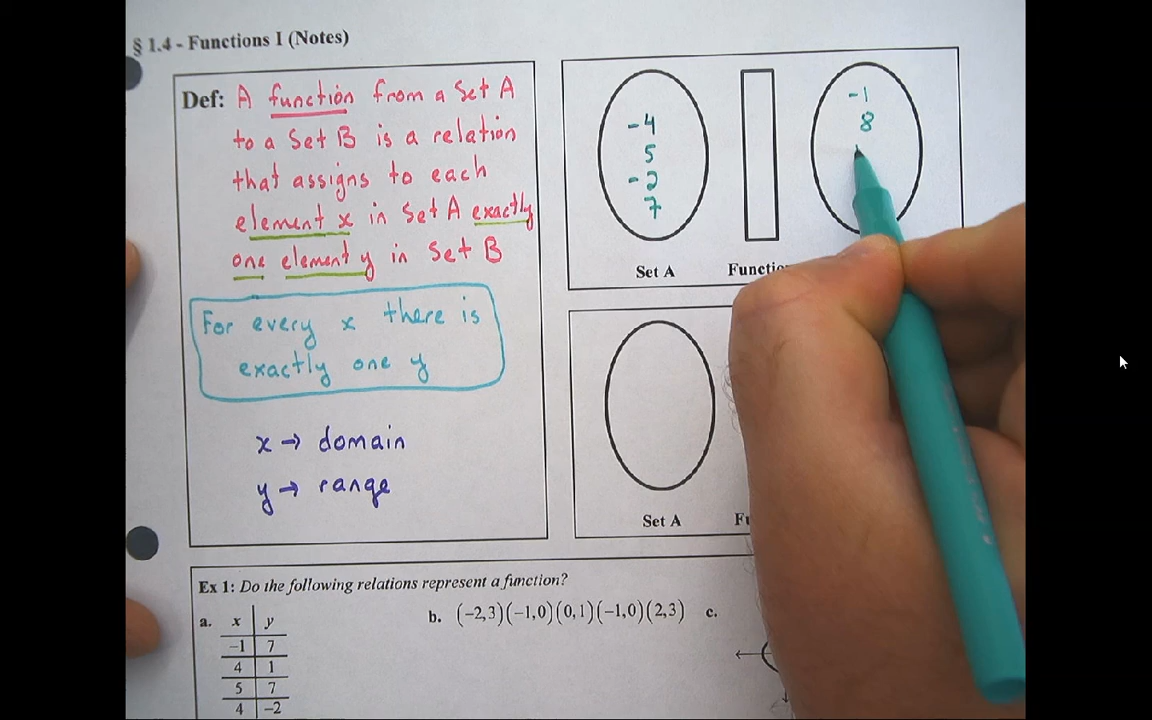 § 1.4 - Functions I (Notes)
Def: A function from a Set A
to a Set B is a relation
that assigns to each
element x in Set A exactly
one element y in Set B
For every x there is
exactly one y
x → domain
y → range
-4
5
-2
7
-1
8
Set A
Set A
Ex 1: Do the following relations represent a function?
a. x y
-1 7
4 1
5 7
4 -2
b. (-2,3)(-1,0)(0,1)(-1,0)(2,3)
c.